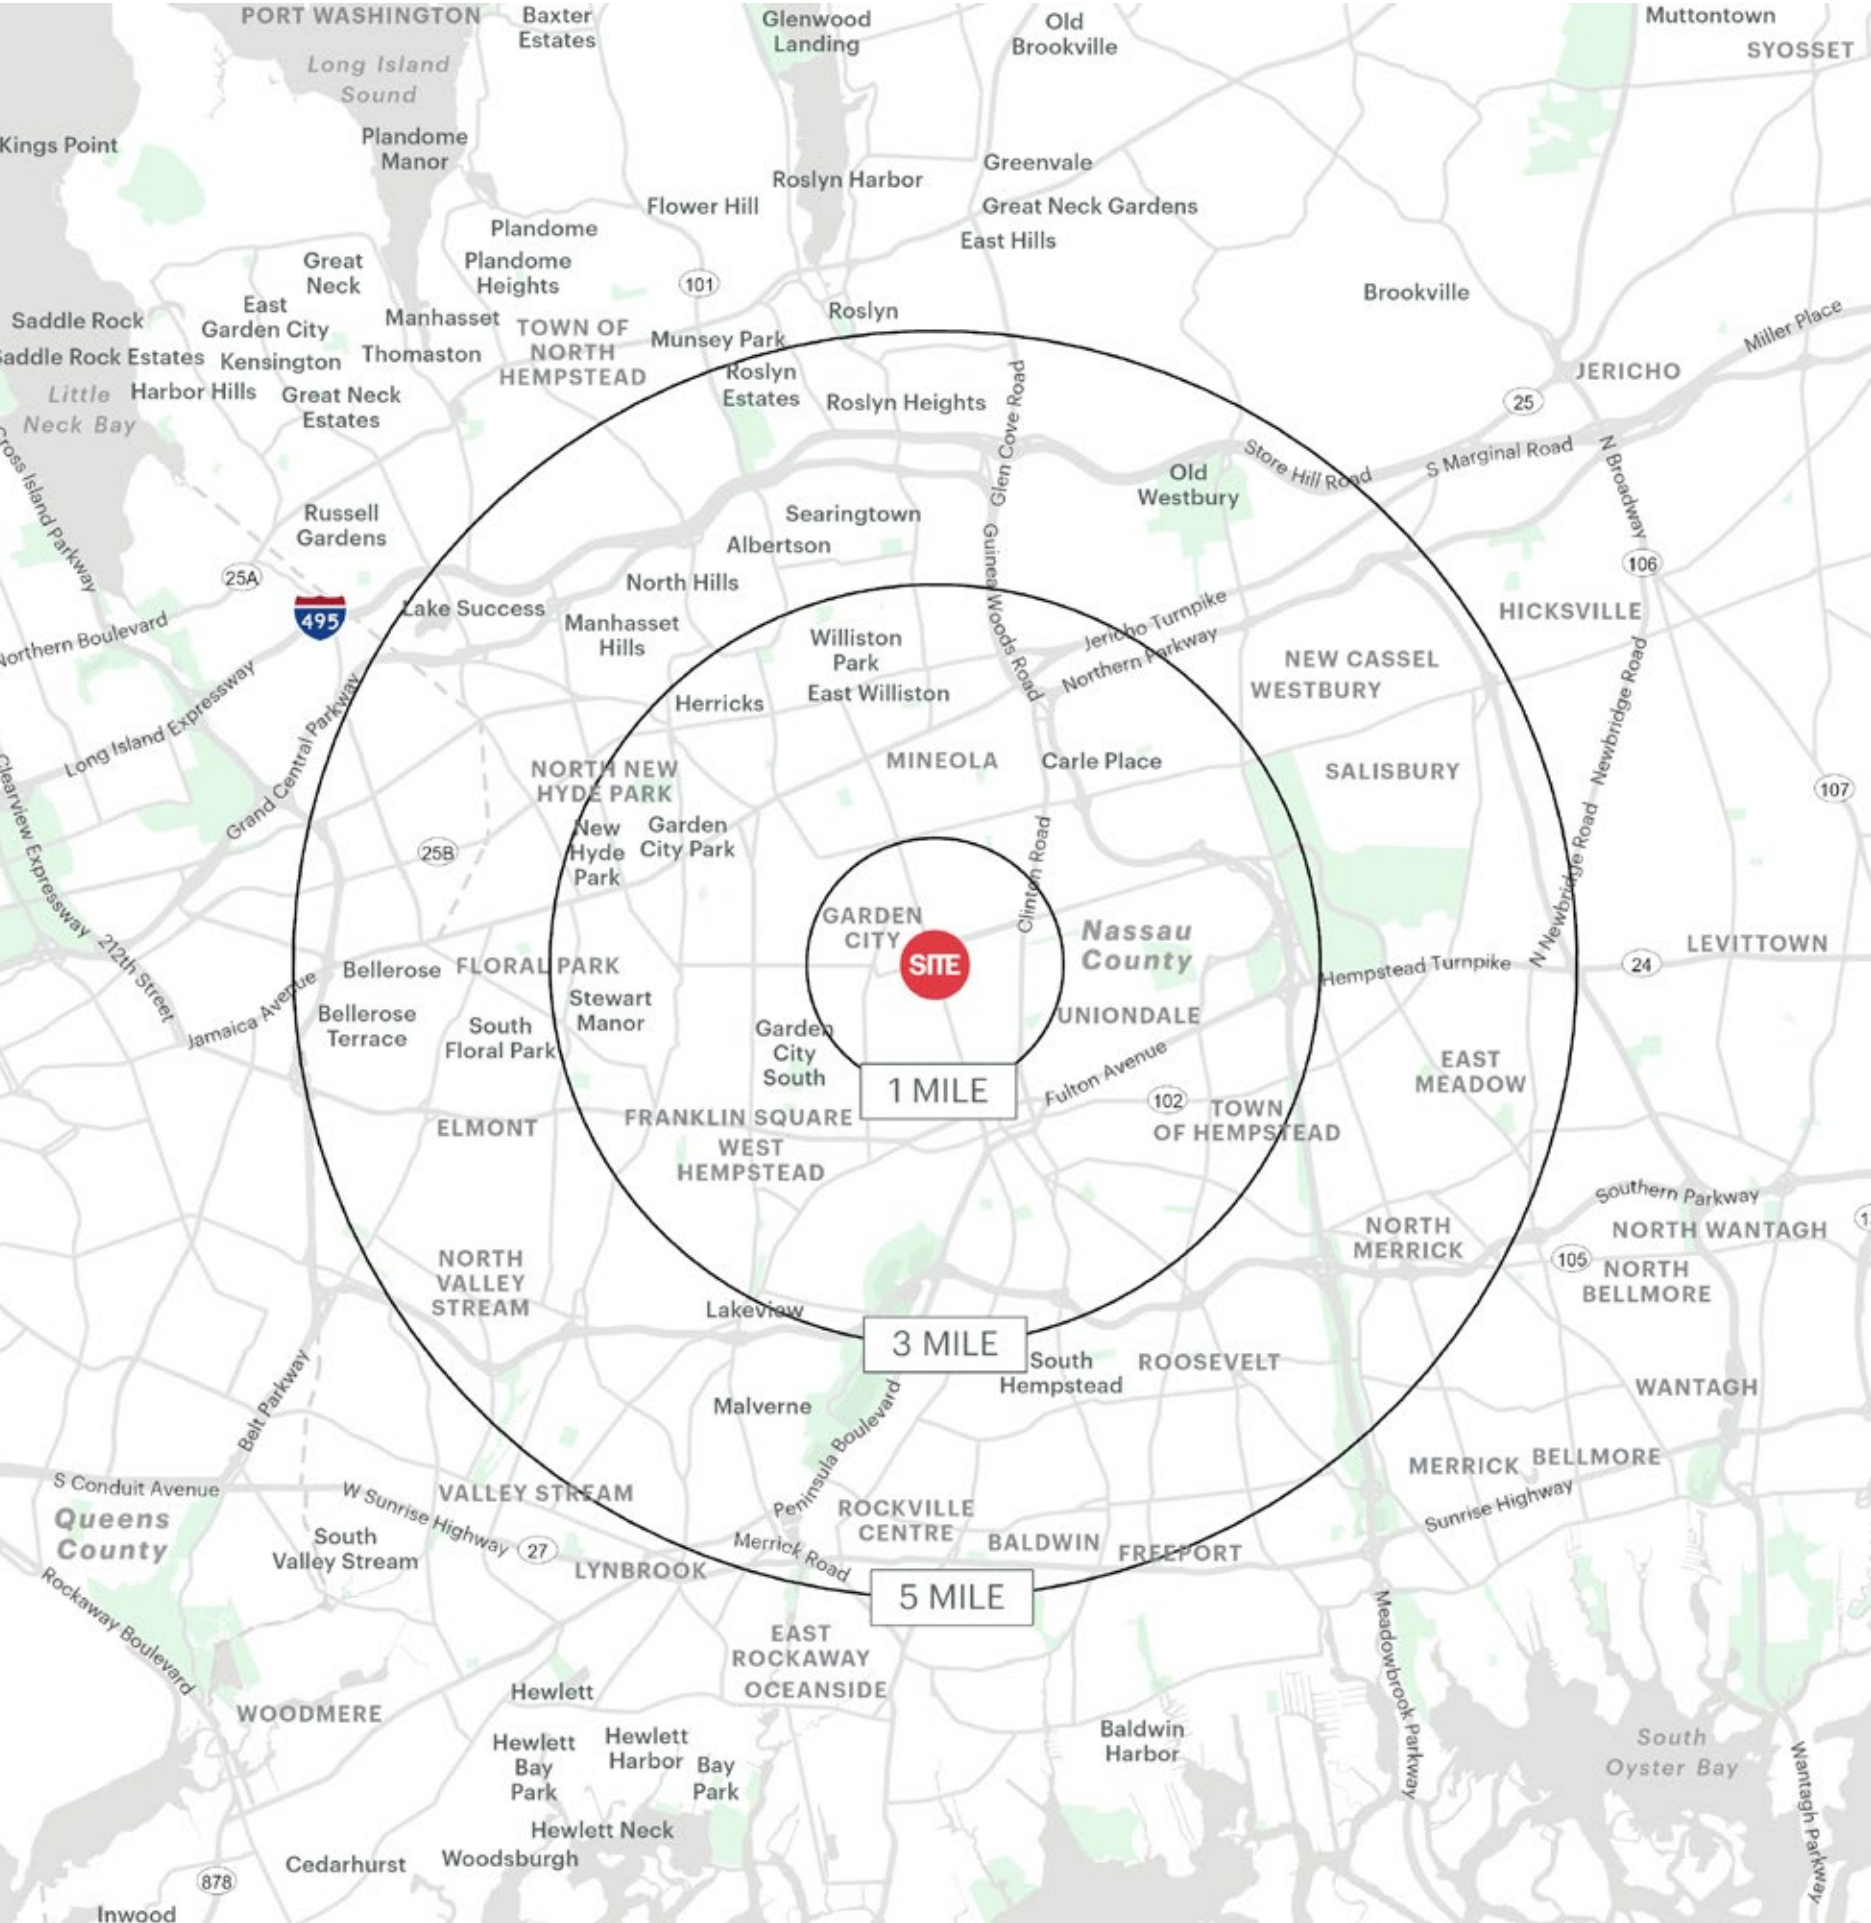 PORT WASHINGTON
Baxter
Estates
Glenwood
Landing
Old
Brookville
Muttontown
SYOSSET
Long Island
Sound
Kings Point
Plandome
Manor
Greenvale
Roslyn Harbor
Flower Hill
Great Neck Gardens
Plandome
East Hills
Great
Neck
Plandome
Heights
101
Brookville
East
Garden City
Saddle Rock
Manhasset
Roslyn
TOWN OF
NORTH
HEMPSTEAD
Munsey Park
Miller Place
Saddle Rock Estates
Kensington
Thomaston
JERICHO
Roslyn
Estates
Little
Neck Bay
Harbor Hills
Great Neck
Estates
Roslyn Heights
Glen Cove Road
25
Store Hill Road
S Marginal Road
N Broadway
Cross Island Parkway
Old
Westbury
Russell
Gardens
Searingtown
Albertson
Guinea Woods Road
25A
North Hills
106
495
Lake Success
Manhasset
Hills
Williston
Park
Jericho Turnpike
HICKSVILLE
Northern Boulevard
Northern Parkway
NEW CASSEL
WESTBURY
East Williston
Herricks
Long Island Expressway
Grand Central Parkway
Newbridge Road
MINEOLA
Carle Place
SALISBURY
NORTH NEW
HYDE PARK
107
Clearview Expressway
New
Hyde
Park
Garden
City Park
25B
Clinton Road
GARDEN
CITY
Nassau
County
N Newbridge Road
LEVITTOWN
SITE
24
212th Street
Bellerose
FLORAL PARK
Hempstead Turnpike
Jamaica Avenue
Stewart
Manor
Bellerose
Terrace
South
Floral Park
UNIONDALE
Garden
City
South
EAST
MEADOW
1 MILE
Fulton Avenue
102
TOWN
OF HEMPSTEAD
ELMONT
FRANKLIN SQUARE
WEST
HEMPSTEAD
Southern Parkway
NORTH WANTAGH
NORTH
MERRICK
105
NORTH
BELLMORE
NORTH
VALLEY
STREAM
Lakeview
3 MILE
South
Hempstead
ROOSEVELT
WANTAGH
Malverne
Belt Parkway
Peninsula Boulevard
MERRICK
BELLMORE
S Conduit Avenue
W Sunrise Highway
VALLEY STREAM
Sunrise Highway
ROCKVILLE
CENTRE
Queens
County
South
Valley Stream
27
Merrick Road
BALDWIN
FREEPORT
LYNBROOK
5 MILE
Rockaway Boulevard
EAST
ROCKAWAY
Meadowbrook Parkway
OCEANSIDE
Hewlett
WOODMERE
Hewlett
Bay
Park
Hewlett
Harbor
Bay
Park
Baldwin
Harbor
South
Oyster Bay
Wantagh Parkway
Hewlett Neck
Woodsburgh
Cedarhurst
878
Inwood